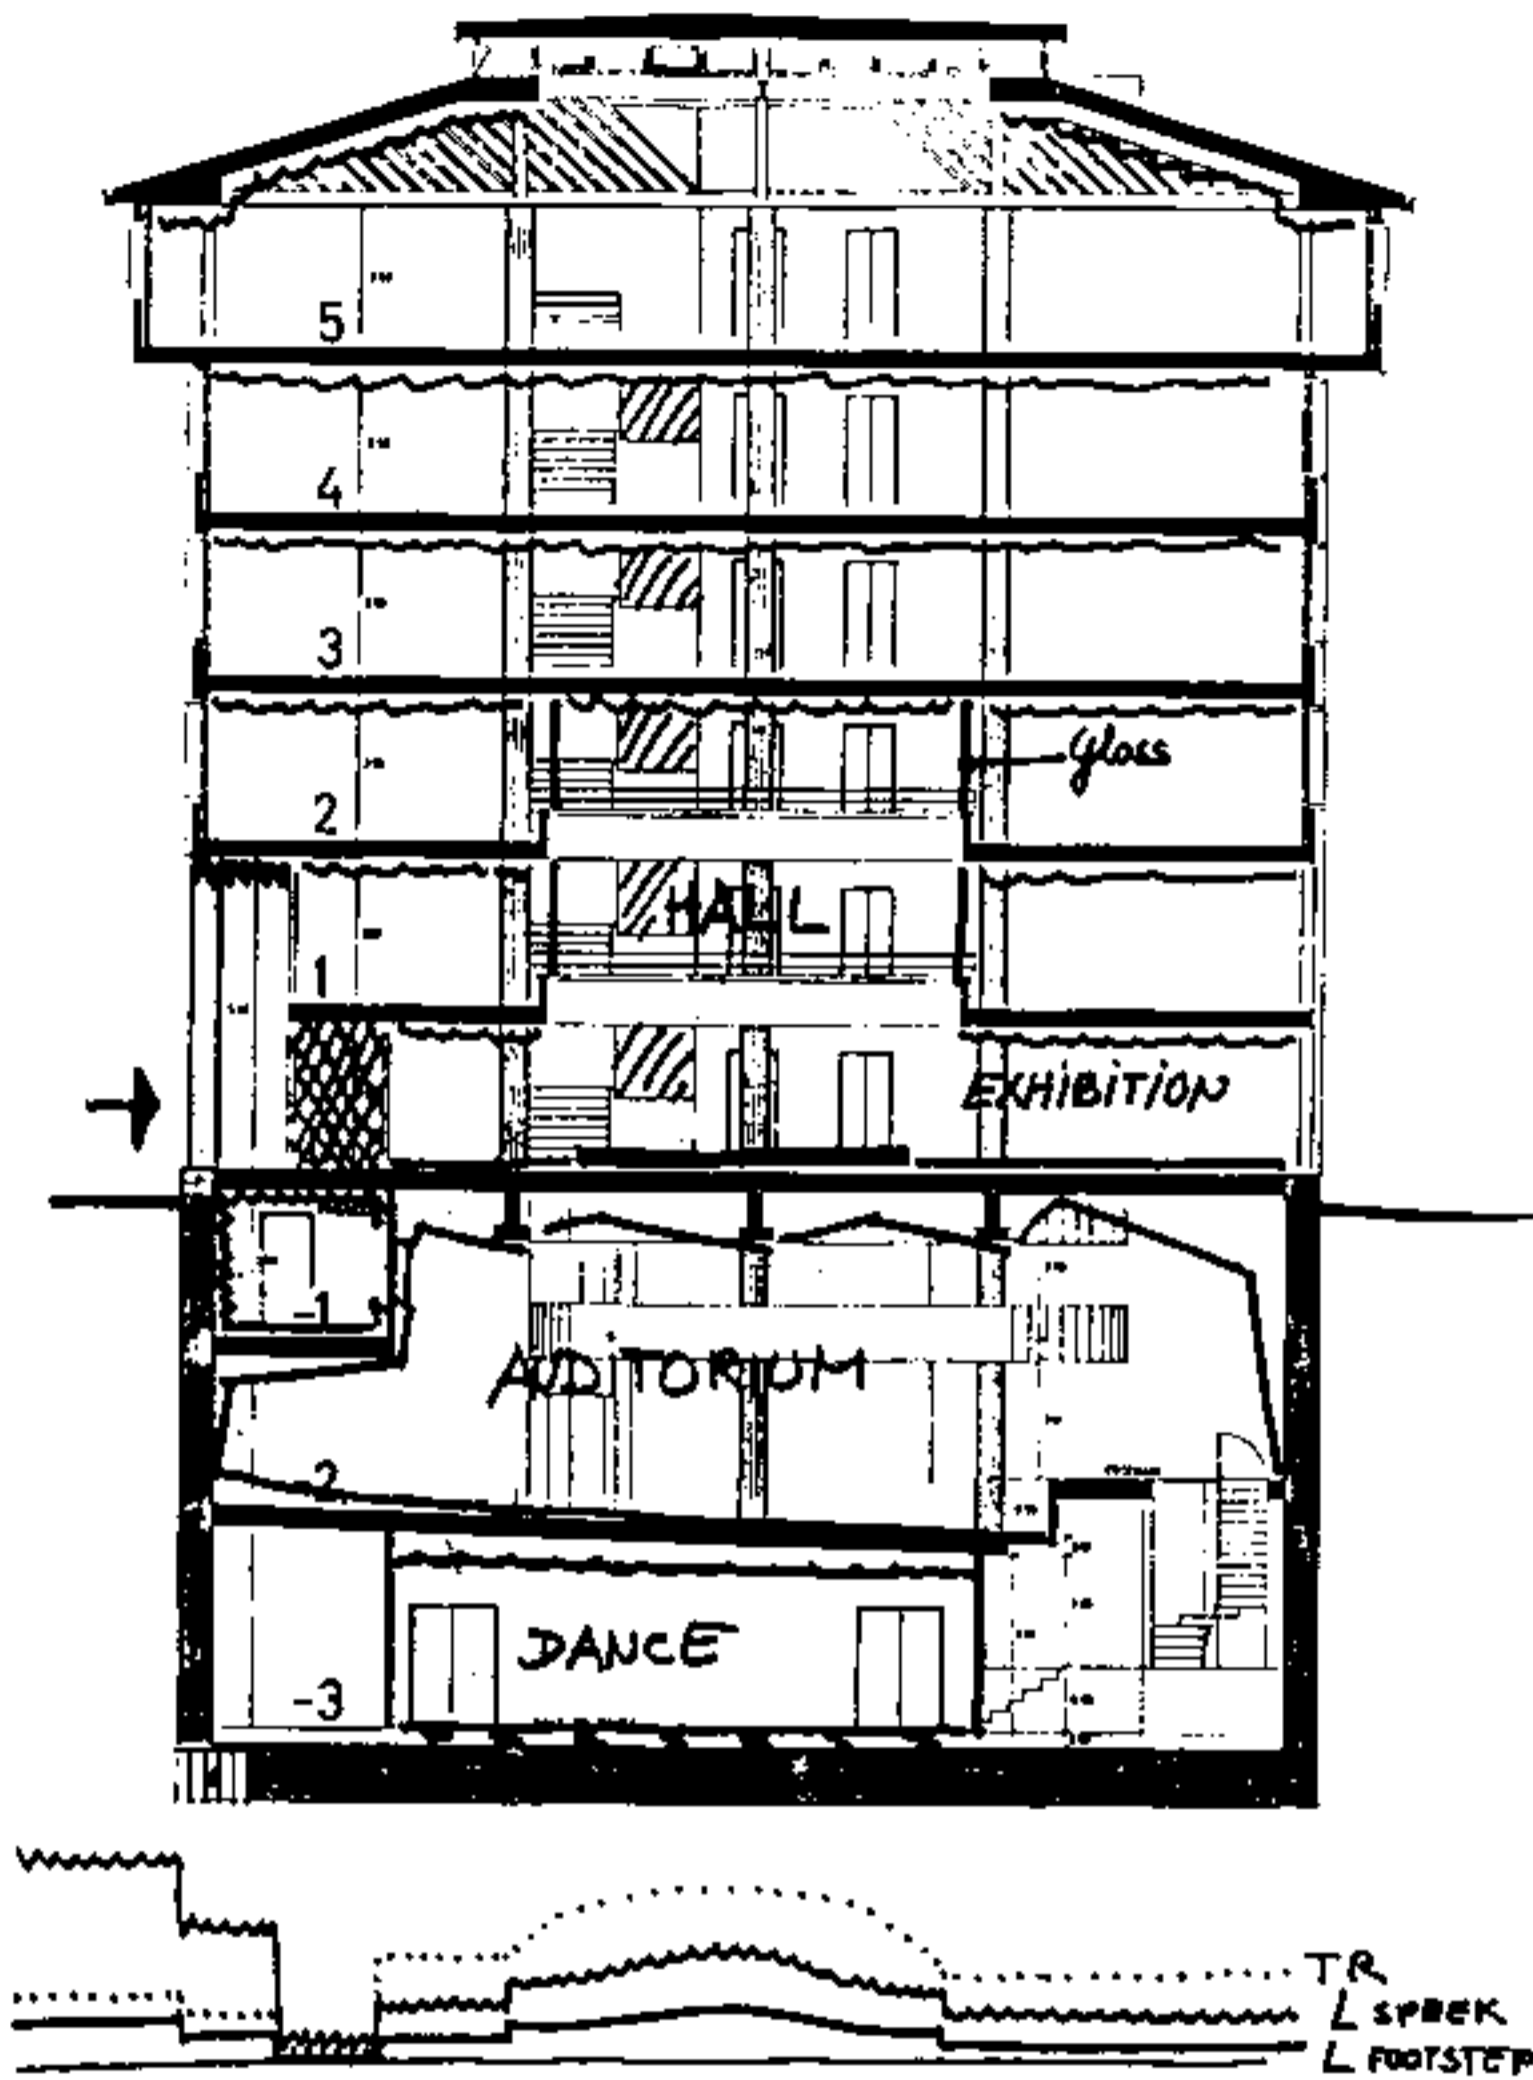 5
4
3
2
glass
HALL
1
EXHIBITION
-1
AUDITORIUM
2
DANCE
-3
TR
L SPEEK
L FOOTSTEP